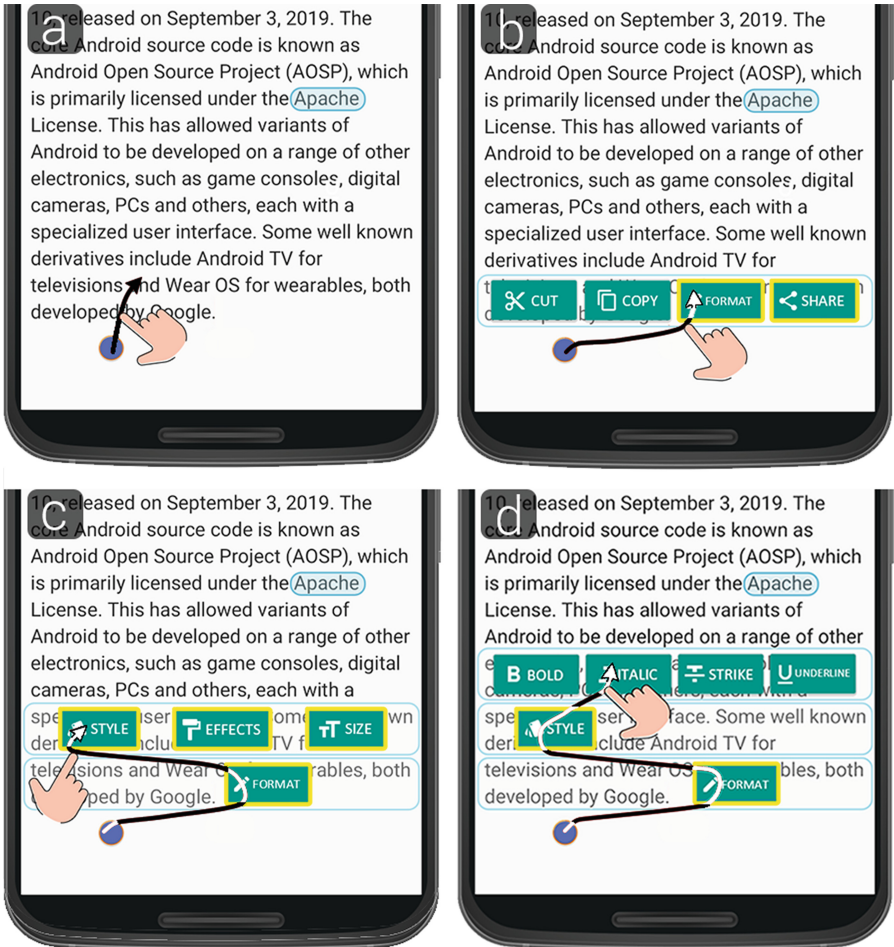 a
10, released on September 3, 2019. The
core Android source code is known as
Android Open Source Project (AOSP), which
is primarily licensed under the Apache
License. This has allowed variants of
Android to be developed on a range of other
electronics, such as game consoles, digital
cameras, PCs and others, each with a
specialized user interface. Some well known
derivatives include Android TV for
televisions and Wear OS for wearables, both
developed by Google.
b
10, released on September 3, 2019. The
core Android source code is known as
Android Open Source Project (AOSP), which
is primarily licensed under the Apache
License. This has allowed variants of
Android to be developed on a range of other
electronics, such as game consoles, digital
cameras, PCs and others, each with a
specialized user interface. Some well known
derivatives include Android TV for
CUT COPY FORMAT SHARE
c
10, released on September 3, 2019. The
core Android source code is known as
Android Open Source Project (AOSP), which
is primarily licensed under the Apache
License. This has allowed variants of
Android to be developed on a range of other
electronics, such as game consoles, digital
cameras, PCs and others, each with a
STYLE EFFECTS SIZE
televisions and Wear both
FORMAT
by Google.
d
10, released on September 3, 2019. The
core Android source code is known as
Android Open Source Project (AOSP), which
is primarily licensed under the Apache
License. This has allowed variants of
Android to be developed on a range of other
BOLD ITALIC STRIKE UNDERLINE
Some well known
STYLE
Android TV for
televisions and Wear OS both
FORMAT
developed by Google.